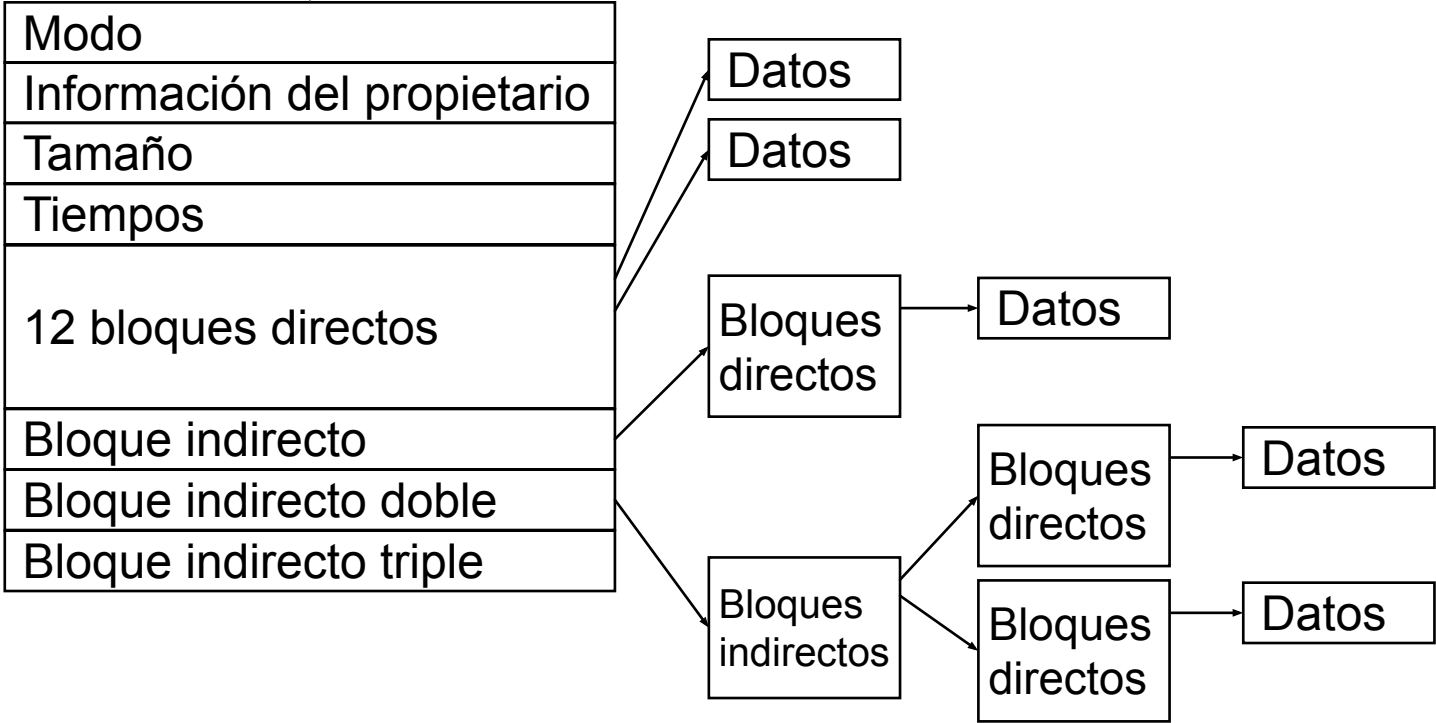 Modo
Información del propietario
Tamaño
Tiempos
12 bloques directos
Bloque indirecto
Bloque indirecto doble
Bloque indirecto triple
Datos
Datos
Bloques
directos
Datos
Bloques
indirectos
Bloques
directos
Datos
Bloques
directos
Datos